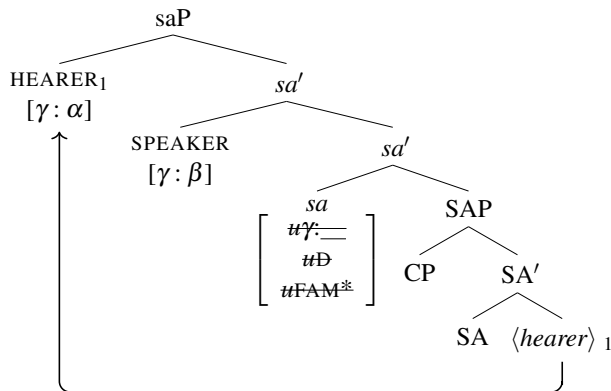 saP
HEARER₁
[γ : α]
sa′
SPEAKER
[γ : β]
sa′
sa
uγ:__
uD
uFAM*
SAP
CP
SA′
SA
⟨hearer⟩ ₁